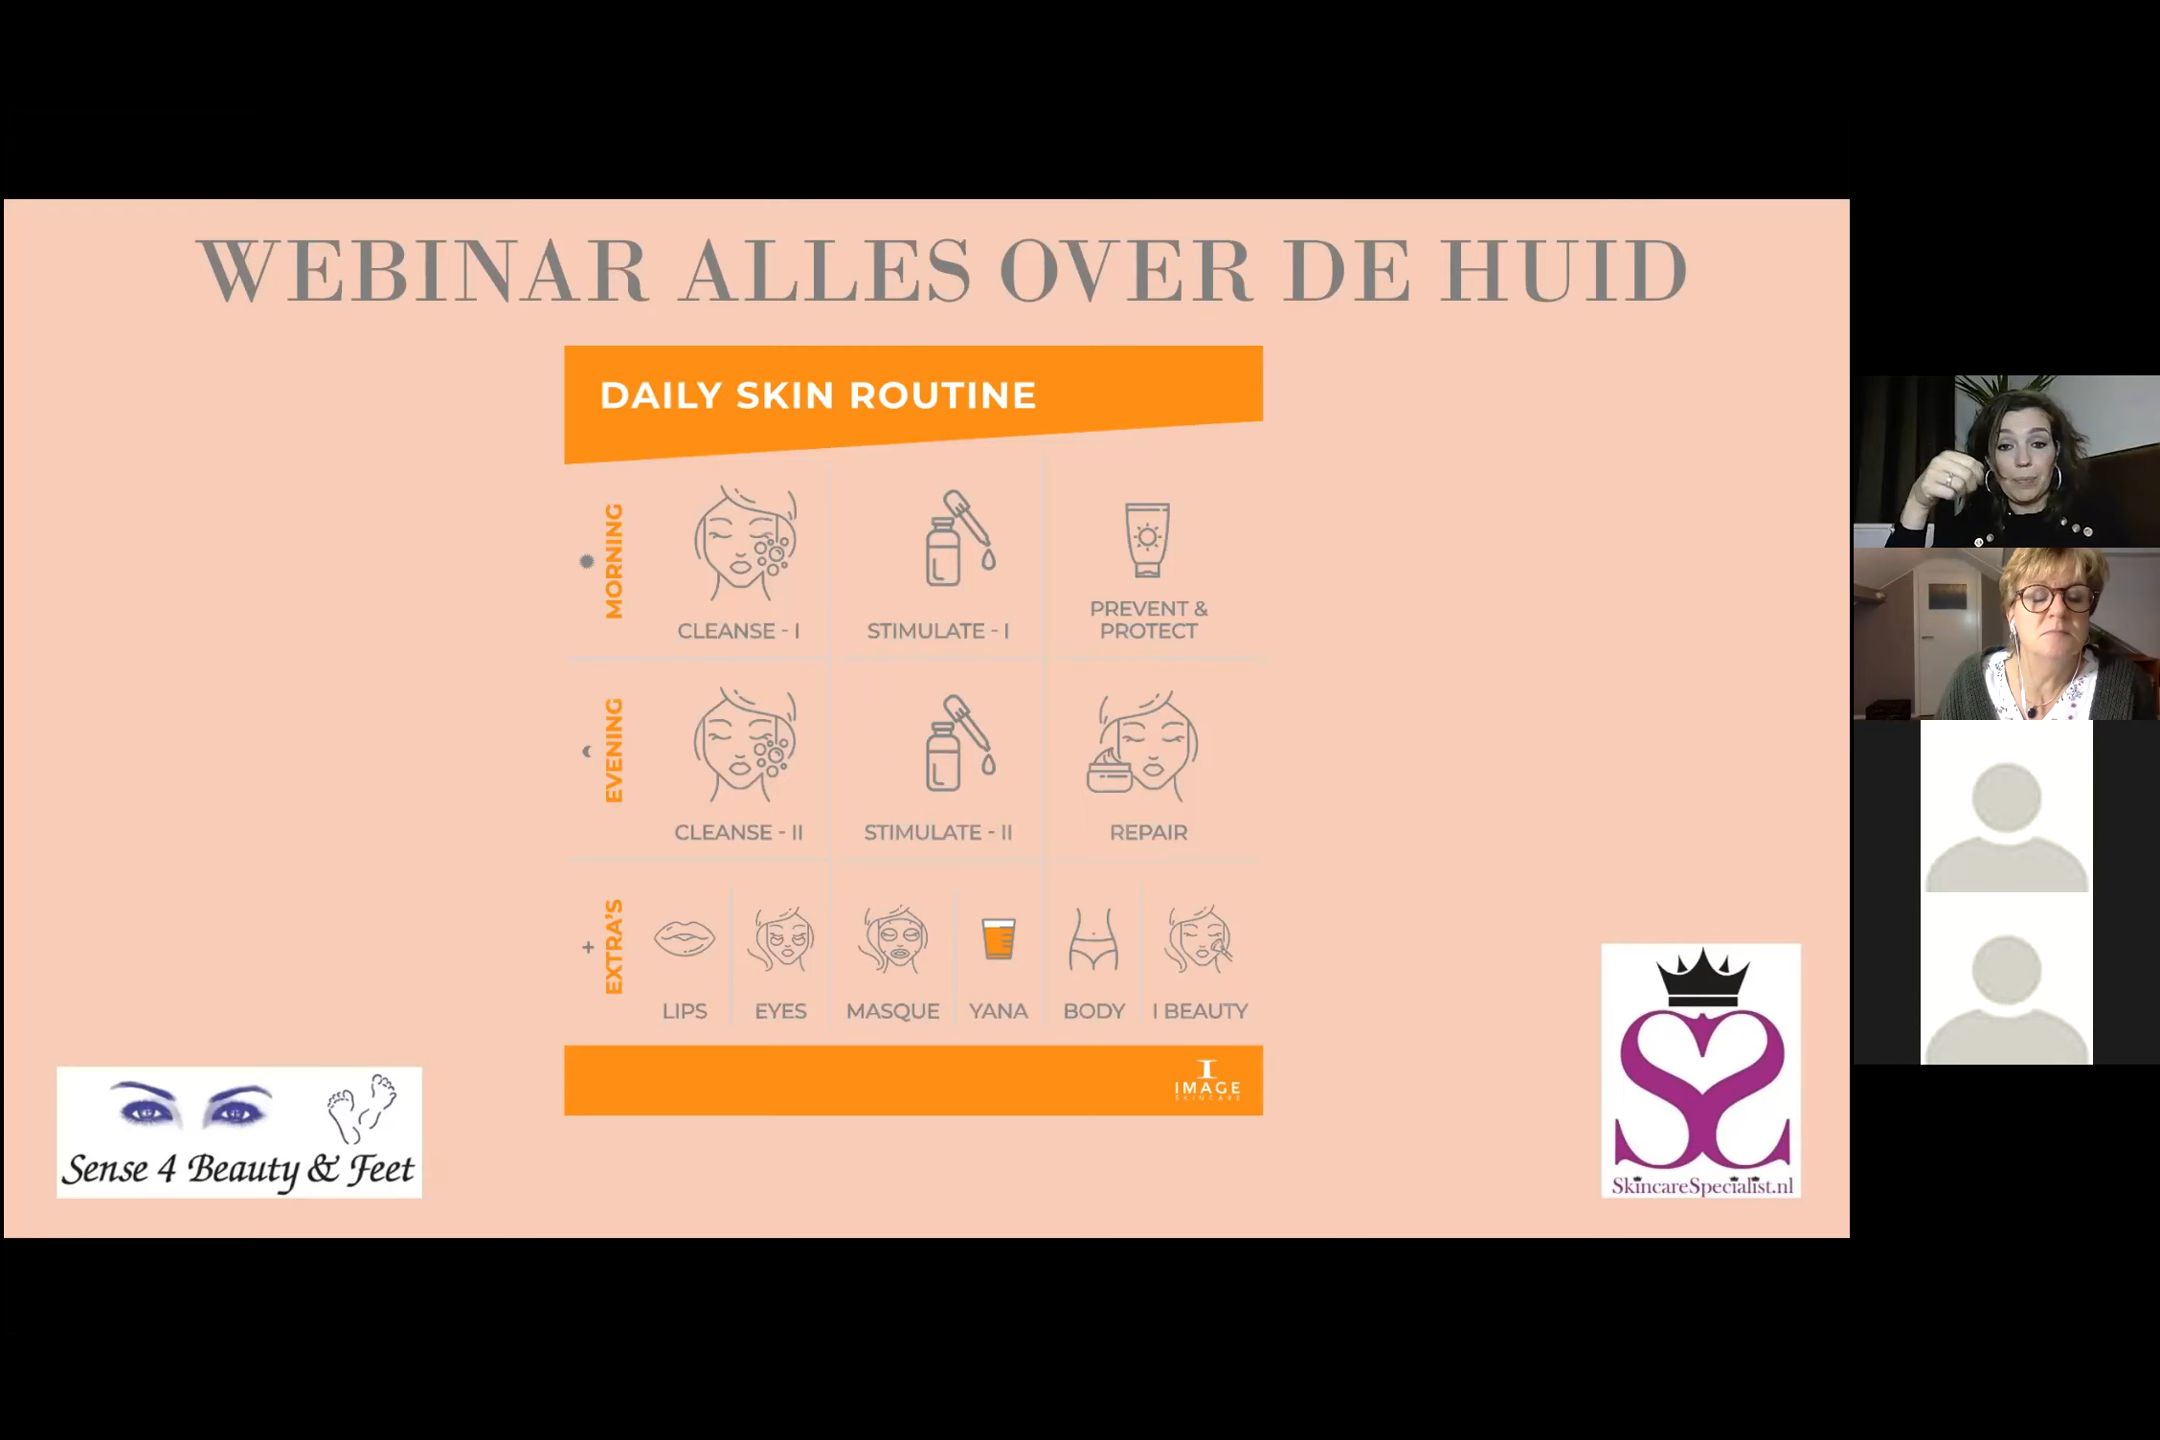 WEBINAR ALLES OVER DE HUID
DAILY SKIN ROUTINE
MORNING
CLEANSE - I
STIMULATE - I
PREVENT &
PROTECT
EVENING
CLEANSE - II
STIMULATE - II
REPAIR
EXTRA'S
LIPS
EYES
MASQUE
YANA
BODY
I BEAUTY
I
IMAGE
SKINCARE
Sense 4 Beauty & Feet
SkincareSpecialist.nl